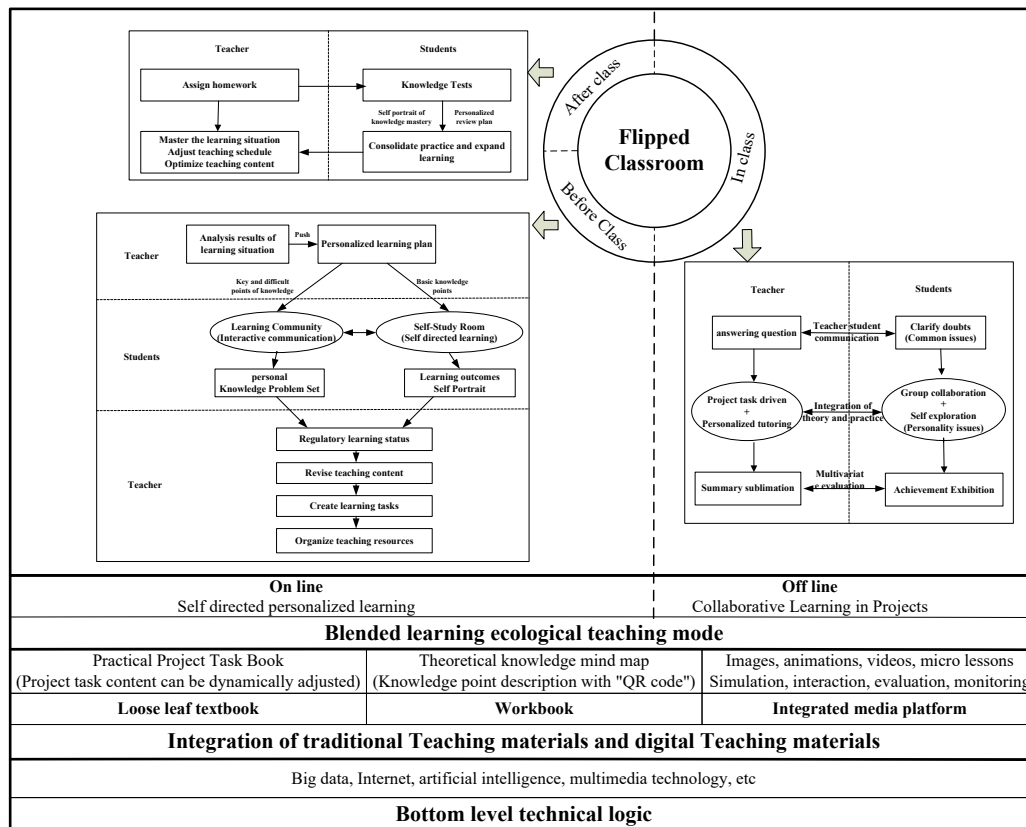 Teacher
Students
Assign homework
Knowledge Tests
Self portrait of
knowledge mastery
Personalized
review plan
Master the learning situation
Adjust teaching schedule
Optimize teaching content
Consolidate practice and expand
learning
After class
In class
Before Class
Flipped
Classroom
Teacher
Analysis results of
learning situation
Push
Personalized learning plan
Key and difficult
points of knowledge
Basic knowledge
points
Students
Learning Community
(Interactive communication)
Self-Study Room
(Self directed learning)
personal
Knowledge Problem Set
Learning outcomes
Self Portrait
Teacher
Regulatory learning status
Revise teaching content
Create learning tasks
Organize teaching resources
Teacher
Students
answering question
Teacher student
communication
Clarify doubts
(Common issues)
Project task driven
+
Personalized tutoring
Integration of
theory and practice
Group collaboration
+
Self exploration
(Personality issues)
Summary sublimation
Multivariat
e evaluation
Achievement Exhibition
On line
Self directed personalized learning
Off line
Collaborative Learning in Projects
Blended learning ecological teaching mode
Practical Project Task Book
(Project task content can be dynamically adjusted)
Theoretical knowledge mind map
(Knowledge point description with "QR code")
Images, animations, videos, micro lessons
Simulation, interaction, evaluation, monitoring
Loose leaf textbook
Workbook
Integrated media platform
Integration of traditional Teaching materials and digital Teaching materials
Big data, Internet, artificial intelligence, multimedia technology, etc
Bottom level technical logic